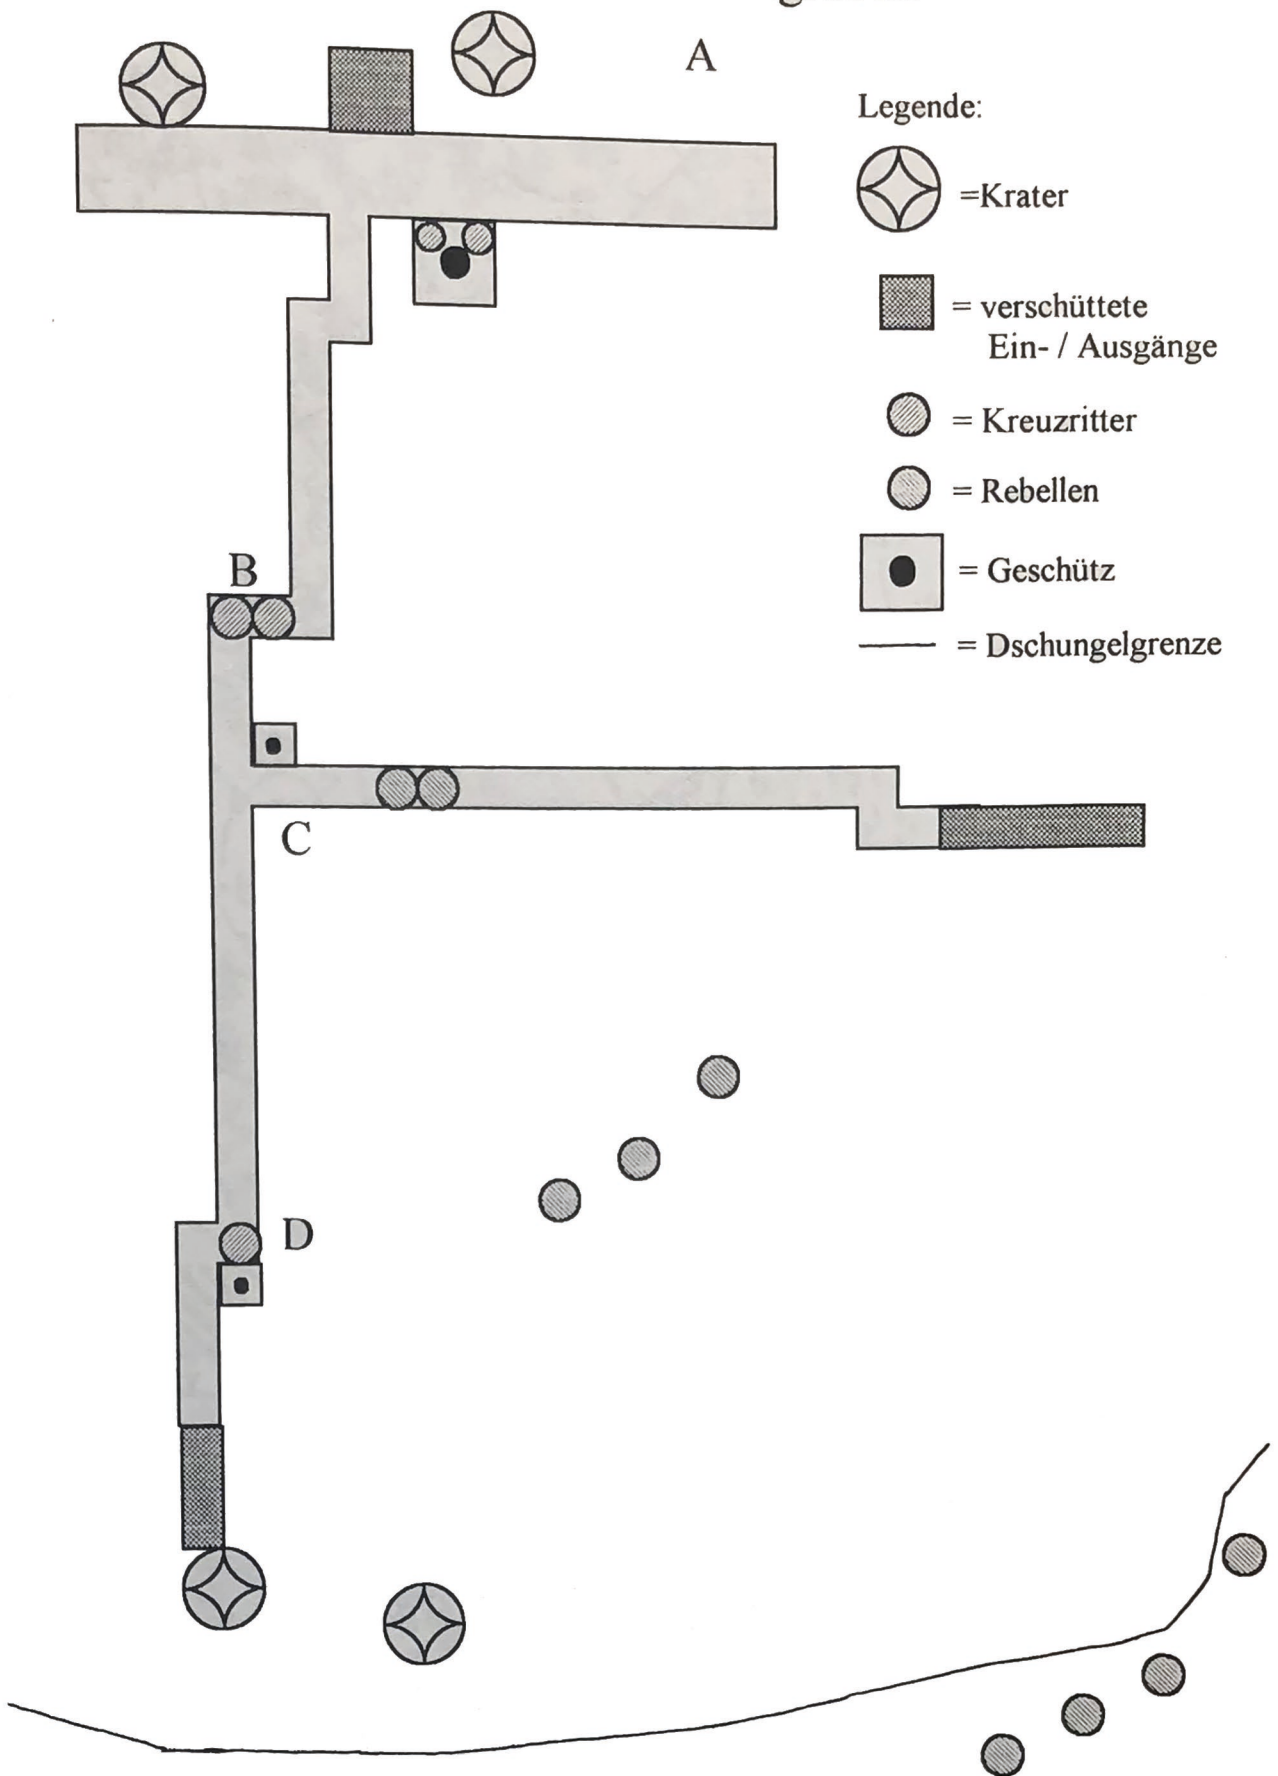 A
Legende:
=Krater
= verschüttete
Ein- / Ausgänge
= Kreuzritter
B
= Rebellen
= Geschütz
= Dschungelgrenze
C
D